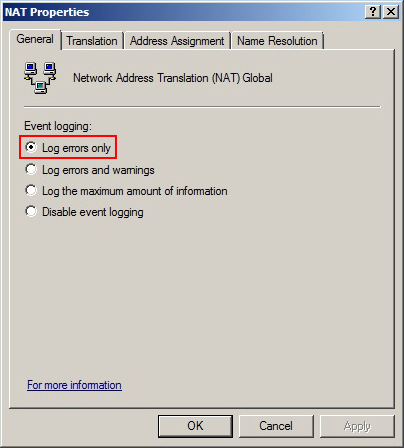 NAT Properties
General Translation Address Assignment Name Resolution
Network Address Translation (NAT) Global
Event logging:
Log errors only
Log errors and warnings
Log the maximum amount of information
Disable event logging
For more information
OK Cancel Apply